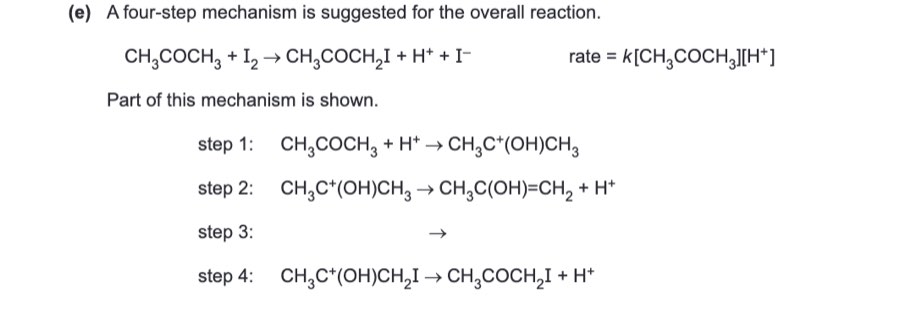 (e) A four-step mechanism is suggested for the overall reaction.
CH₃COCH₃ + I₂ → CH₃COCH₂I + H⁺ + I⁻ rate = k[CH₃COCH₃][H⁺]
Part of this mechanism is shown.
step 1: CH₃COCH₃ + H⁺ → CH₃C⁺(OH)CH₃
step 2: CH₃C⁺(OH)CH₃ → CH₃C(OH)=CH₂ + H⁺
step 3: →
step 4: CH₃C⁺(OH)CH₂I → CH₃COCH₂I + H⁺